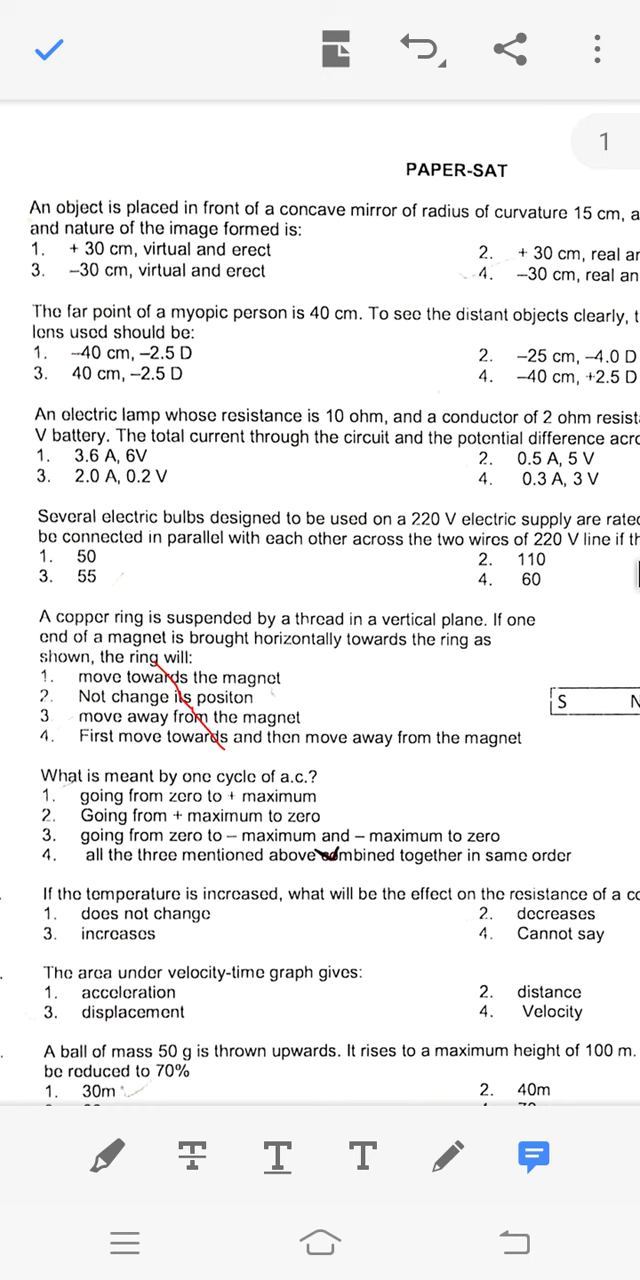 1
PAPER-SAT
An object is placed in front of a concave mirror of radius of curvature 15 cm, a
and nature of the image formed is:
1. + 30 cm, virtual and erect
2. + 30 cm, real ar
3. –30 cm, virtual and erect
4. –30 cm, real an
The far point of a myopic person is 40 cm. To see the distant objects clearly, t
lens used should be:
1. –40 cm, –2.5 D
2. –25 cm, –4.0 D
3. 40 cm, –2.5 D
4. –40 cm, +2.5 D
An electric lamp whose resistance is 10 ohm, and a conductor of 2 ohm resist
V battery. The total current through the circuit and the potential difference acro
1. 3.6 A, 6V
2. 0.5 A, 5 V
3. 2.0 A, 0.2 V
4. 0.3 A, 3 V
Several electric bulbs designed to be used on a 220 V electric supply are rated
be connected in parallel with each other across the two wires of 220 V line if th
1. 50
2. 110
3. 55
4. 60
A copper ring is suspended by a thread in a vertical plane. If one
end of a magnet is brought horizontally towards the ring as
shown, the ring will:
1. move towards the magnet
2. Not change its positon
3 move away from the magnet
4. First move towards and then move away from the magnet
S N
What is meant by one cycle of a.c.?
1. going from zero to + maximum
2. Going from + maximum to zero
3. going from zero to – maximum and – maximum to zero
4. all the three mentioned above combined together in same order
If the temperature is increased, what will be the effect on the resistance of a co
1. does not change
2. decreases
3. increases
4. Cannot say
The area under velocity-time graph gives:
1. acceleration
2. distance
3. displacement
4. Velocity
A ball of mass 50 g is thrown upwards. It rises to a maximum height of 100 m.
be reduced to 70%
1. 30m
2. 40m